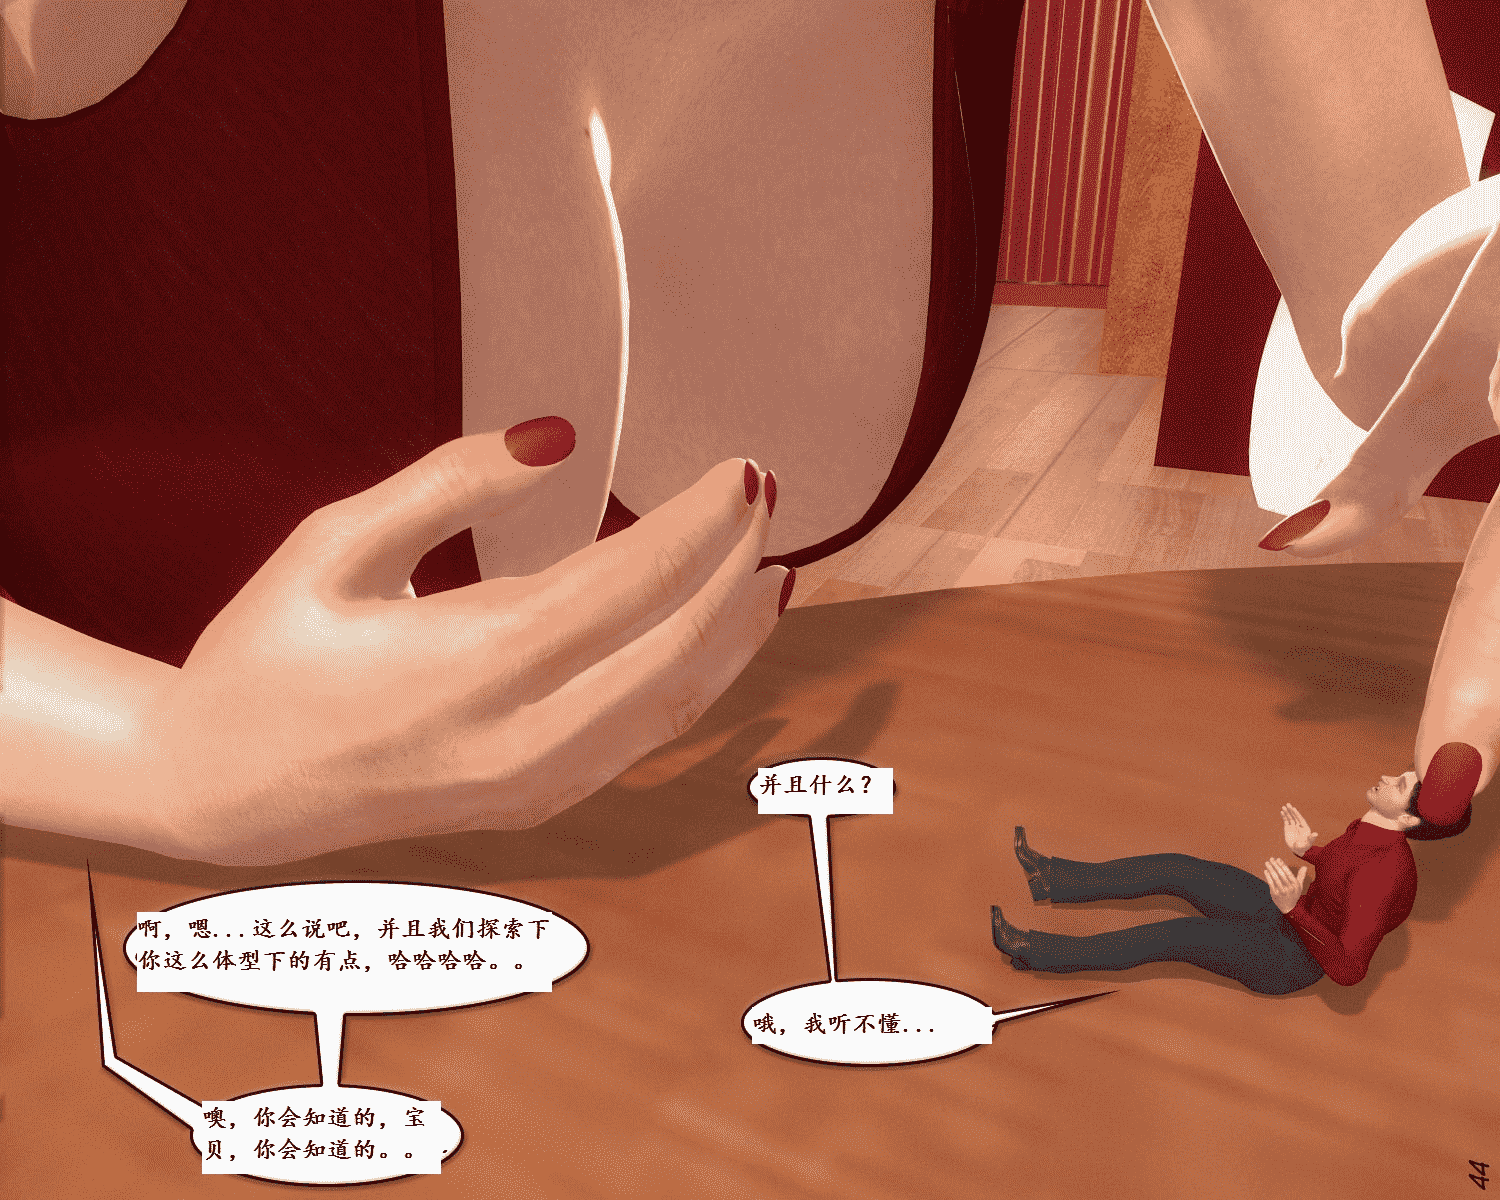 啊，嗯...这么说吧，并且我们探索下
你这么体型下的有点，哈哈哈哈。。
并且什么？
哦，我听不懂...
噢，你会知道的，宝
贝，你会知道的。。
44